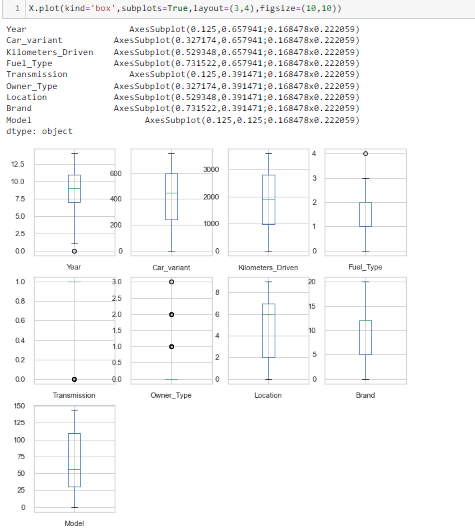 1 X.plot(kind='box',subplots=True,layout=(3,4),figsize=(10,10))
Year AxesSubplot(0.125,0.657941;0.168478x0.222059)
Car_variant AxesSubplot(0.327174,0.657941;0.168478x0.222059)
Kilometers_Driven AxesSubplot(0.529348,0.657941;0.168478x0.222059)
Fuel_Type AxesSubplot(0.731522,0.657941;0.168478x0.222059)
Transmission AxesSubplot(0.125,0.391471;0.168478x0.222059)
Owner_Type AxesSubplot(0.327174,0.391471;0.168478x0.222059)
Location AxesSubplot(0.529348,0.391471;0.168478x0.222059)
Brand AxesSubplot(0.731522,0.391471;0.168478x0.222059)
Model AxesSubplot(0.125,0.125;0.168478x0.222059)
dtype: object
12.5
10.0
7.5
5.0
2.5
0.0
Year
600
400
200
0
Car_variant
3000
2000
1000
0
Kilometers_Driven
4
3
2
1
0
Fuel_Type
1.0
0.8
0.6
0.4
0.2
0.0
Transmission
3.0
2.5
2.0
1.5
1.0
0.5
0.0
Owner_Type
8
6
4
2
0
Location
20
15
10
5
0
Brand
150
125
100
75
50
25
0
Model